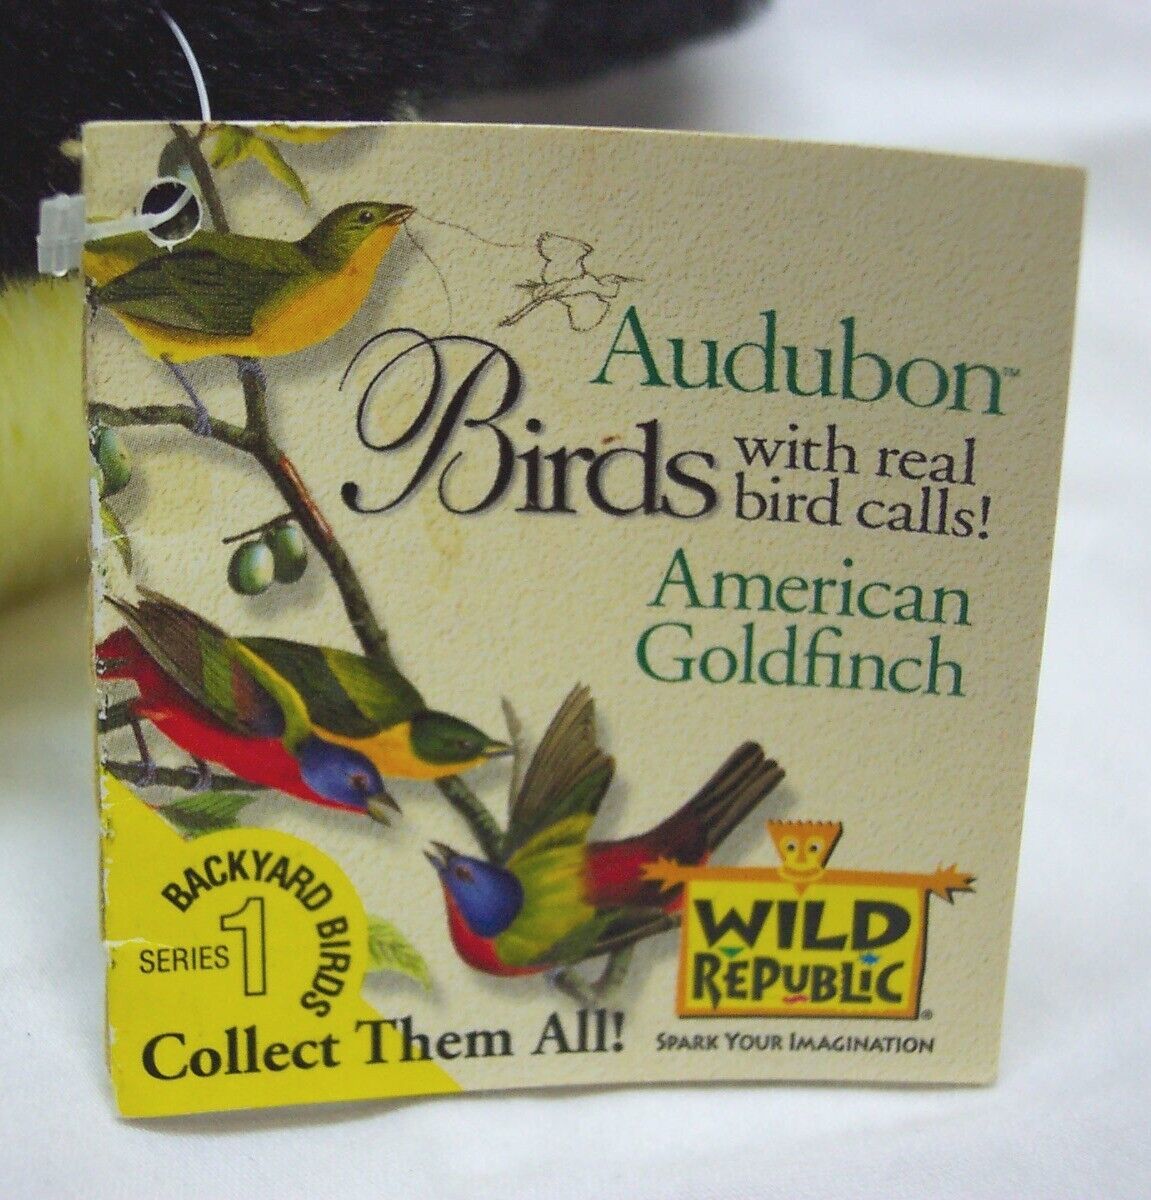 Audubon™
Birds with real
bird calls!
American
Goldfinch
BACKYARD BIRDS
SERIES 1
Collect Them All!
WILD
REPUBLIC®
SPARK YOUR IMAGINATION